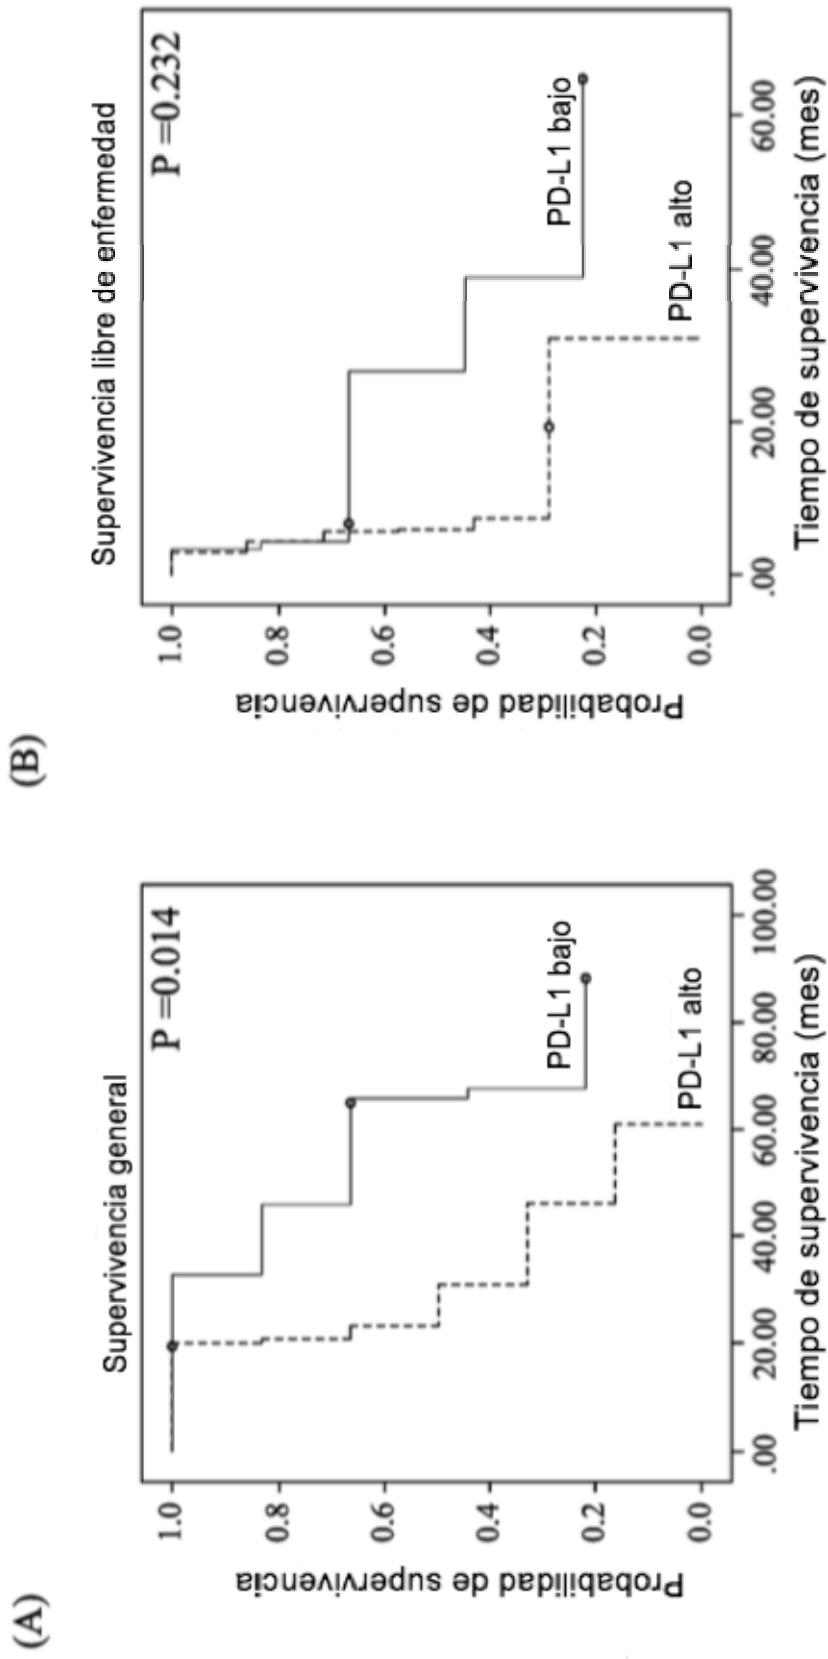 (A)
Supervivencia general
P =0.014
Probabilidad de supervivencia
1.0
0.8
0.6
0.4
0.2
0.0
PD-L1 bajo
PD-L1 alto
.00 20.00 40.00 60.00 80.00 100.00
Tiempo de supervivencia (mes)
(B)
Supervivencia libre de enfermedad
P =0.232
Probabilidad de supervivencia
1.0
0.8
0.6
0.4
0.2
0.0
PD-L1 bajo
PD-L1 alto
.00 20.00 40.00 60.00
Tiempo de supervivencia (mes)